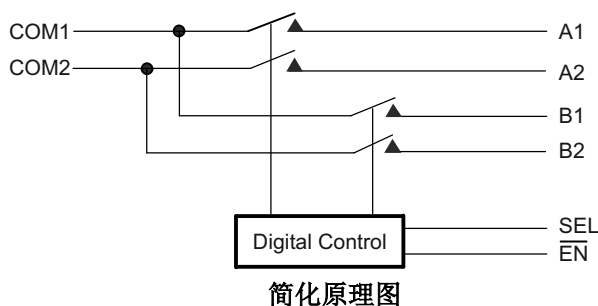 COM1
A1
COM2
A2
B1
B2
SEL
Digital Control
EN
简化原理图